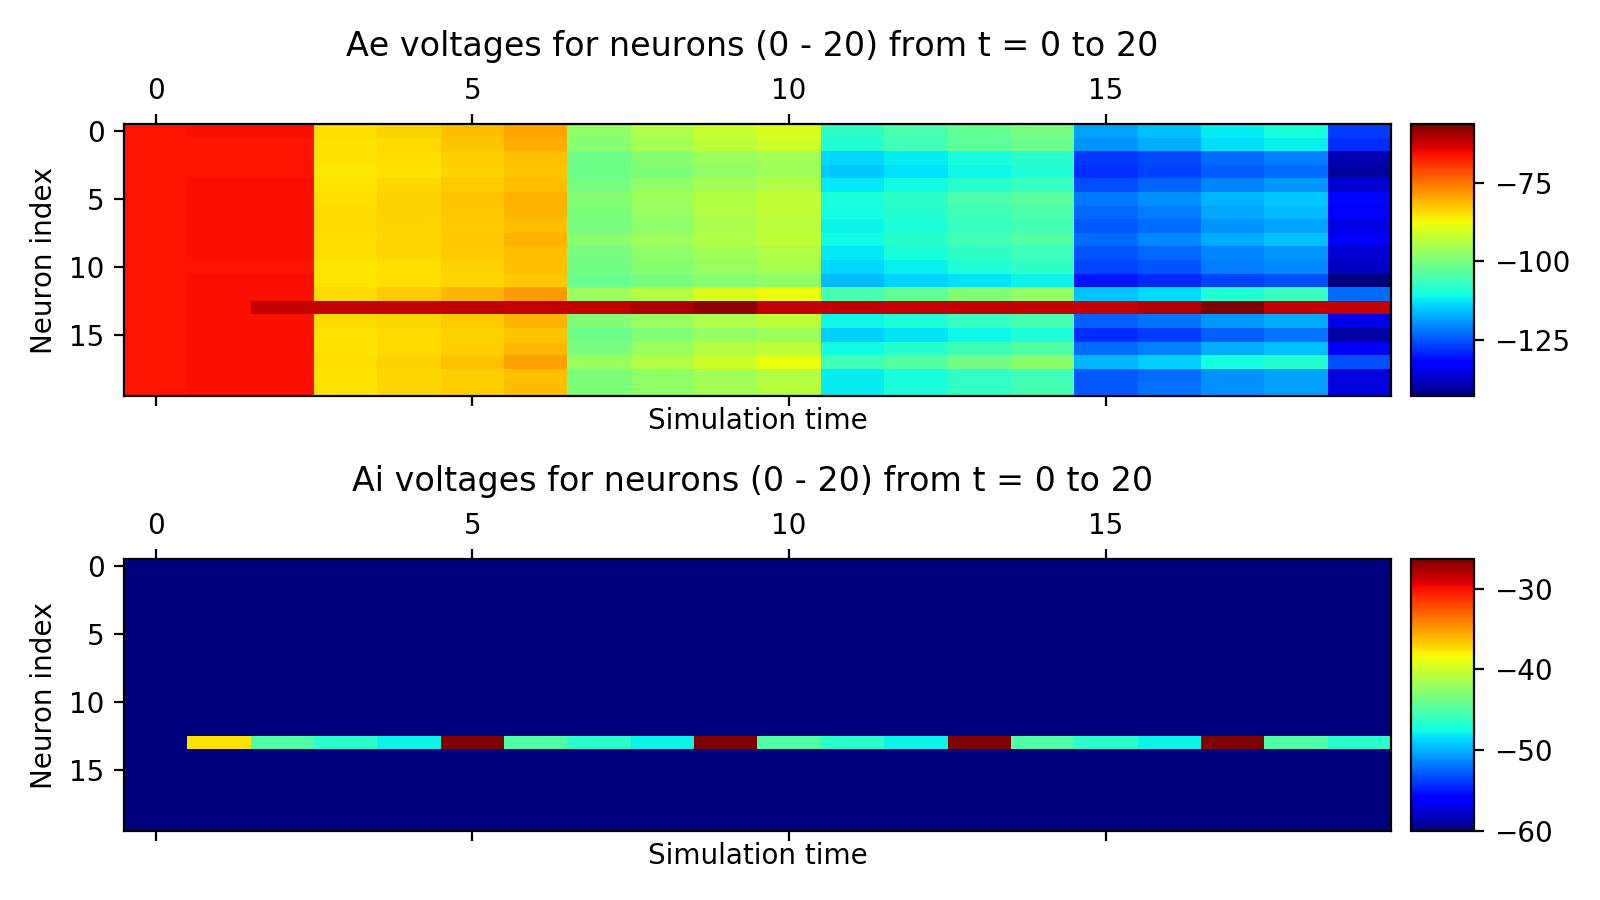 Ae voltages for neurons (0 - 20) from t = 0 to 20
0 5 10 15
Neuron index
0
5
10
15
Simulation time
−75
−100
−125
Ai voltages for neurons (0 - 20) from t = 0 to 20
0 5 10 15
Neuron index
0
5
10
15
Simulation time
−30
−40
−50
−60